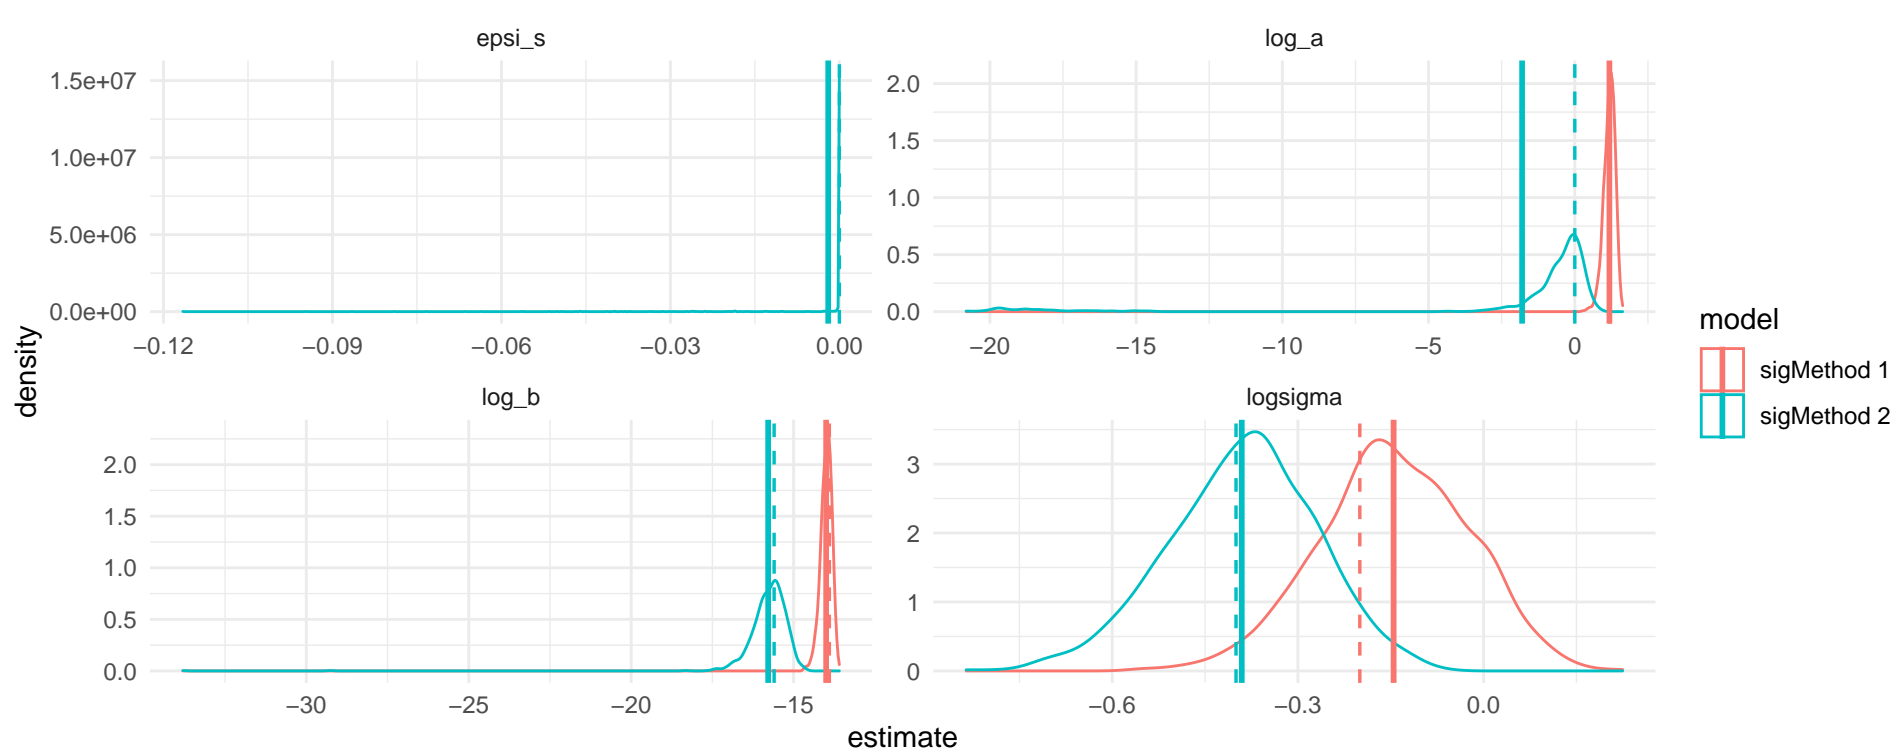 epsi_s
1.5e+07
1.0e+07
5.0e+06
0.0e+00
−0.12 −0.09 −0.06 −0.03 0.00
log_a
2.0
1.5
1.0
0.5
0.0
−20 −15 −10 −5 0
log_b
2.0
1.5
1.0
0.5
0.0
−30 −25 −20 −15
logsigma
3
2
1
0
−0.6 −0.3 0.0
density
estimate
model
sigMethod 1
sigMethod 2